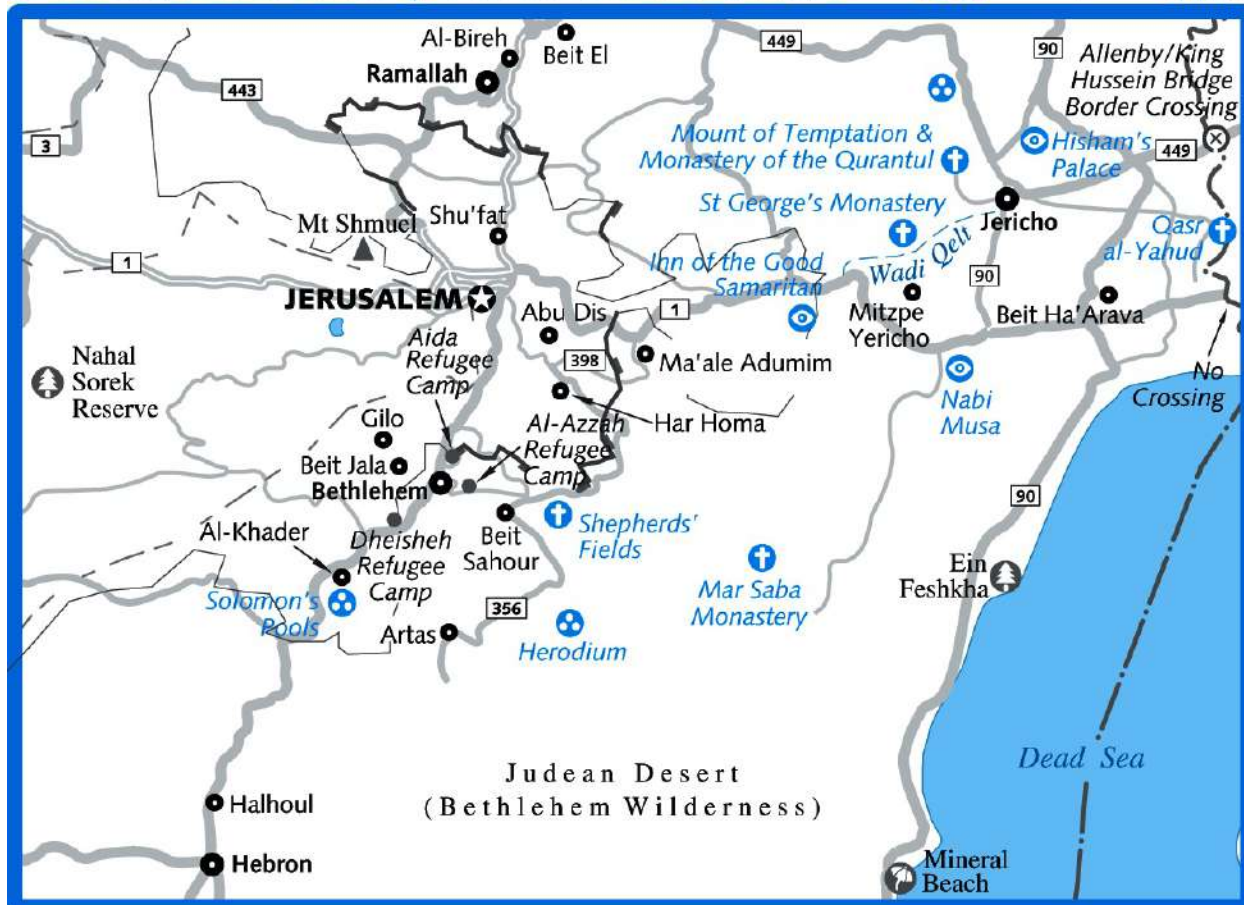 Al-Bireh
Beit El
Ramallah
449
90
Allenby/King
Hussein Bridge
Border Crossing
443
3
Mount of Temptation &
Monastery of the Qurantul
Hisham's
Palace
449
St George's Monastery
Jericho
Mt Shmuel
Shu'fat
Qasr
al-Yahud
1
Inn of the Good
Samaritan
Wadi Qelt
90
JERUSALEM
Abu Dis
1
Mitzpe
Yericho
Beit Ha'Arava
Aida
Refugee
Camp
398
Ma'ale Adumim
Nahal
Sorek
Reserve
No
Crossing
Nabi
Musa
Gilo
Al-Azzah
Refugee
Camp
Har Homa
Beit Jala
Bethlehem
90
Al-Khader
Dheisheh
Refugee
Camp
Beit
Sahour
Shepherds'
Fields
Ein
Feshkha
Mar Saba
Monastery
Solomon's
Pools
356
Artas
Herodium
Dead Sea
Judean Desert
(Bethlehem Wilderness)
Halhoul
Hebron
Mineral
Beach